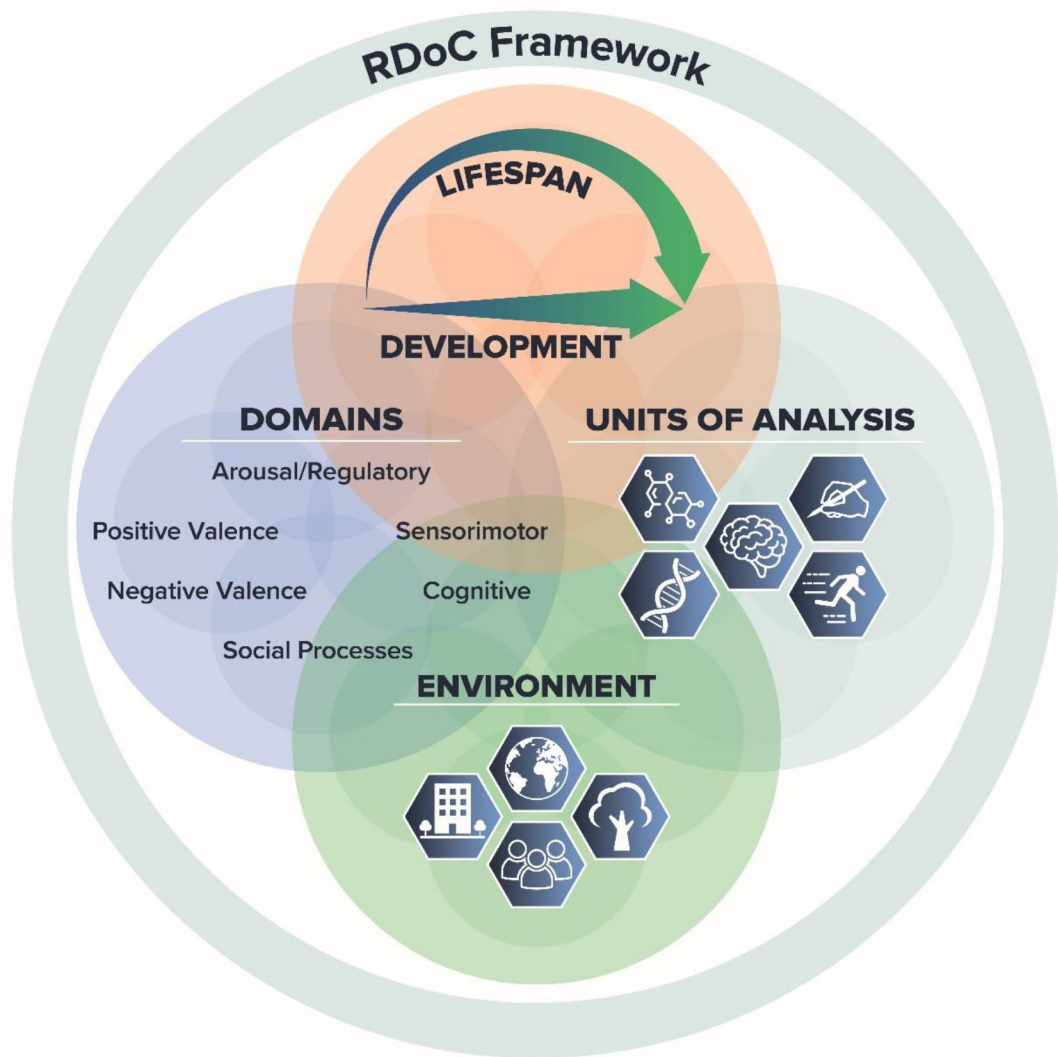 RDoC Framework
LIFESPAN
DEVELOPMENT
DOMAINS
Arousal/Regulatory
Positive Valence
Sensorimotor
Negative Valence
Cognitive
Social Processes
UNITS OF ANALYSIS
ENVIRONMENT